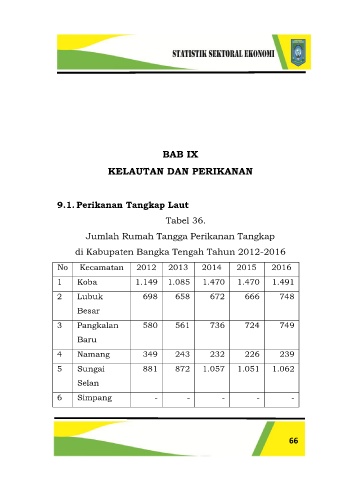 STATISTIK SEKTORAL EKONOMI
BAB IX
KELAUTAN DAN PERIKANAN
9.1. Perikanan Tangkap Laut
Tabel 36.
Jumlah Rumah Tangga Perikanan Tangkap
di Kabupaten Bangka Tengah Tahun 2012-2016
No Kecamatan 2012 2013 2014 2015 2016
1 Koba 1.149 1.085 1.470 1.470 1.491
2 Lubuk 698 658 672 666 748
Besar
3 Pangkalan 580 561 736 724 749
Baru
4 Namang 349 243 232 226 239
5 Sungai 881 872 1.057 1.051 1.062
Selan
6 Simpang - - - - -
66